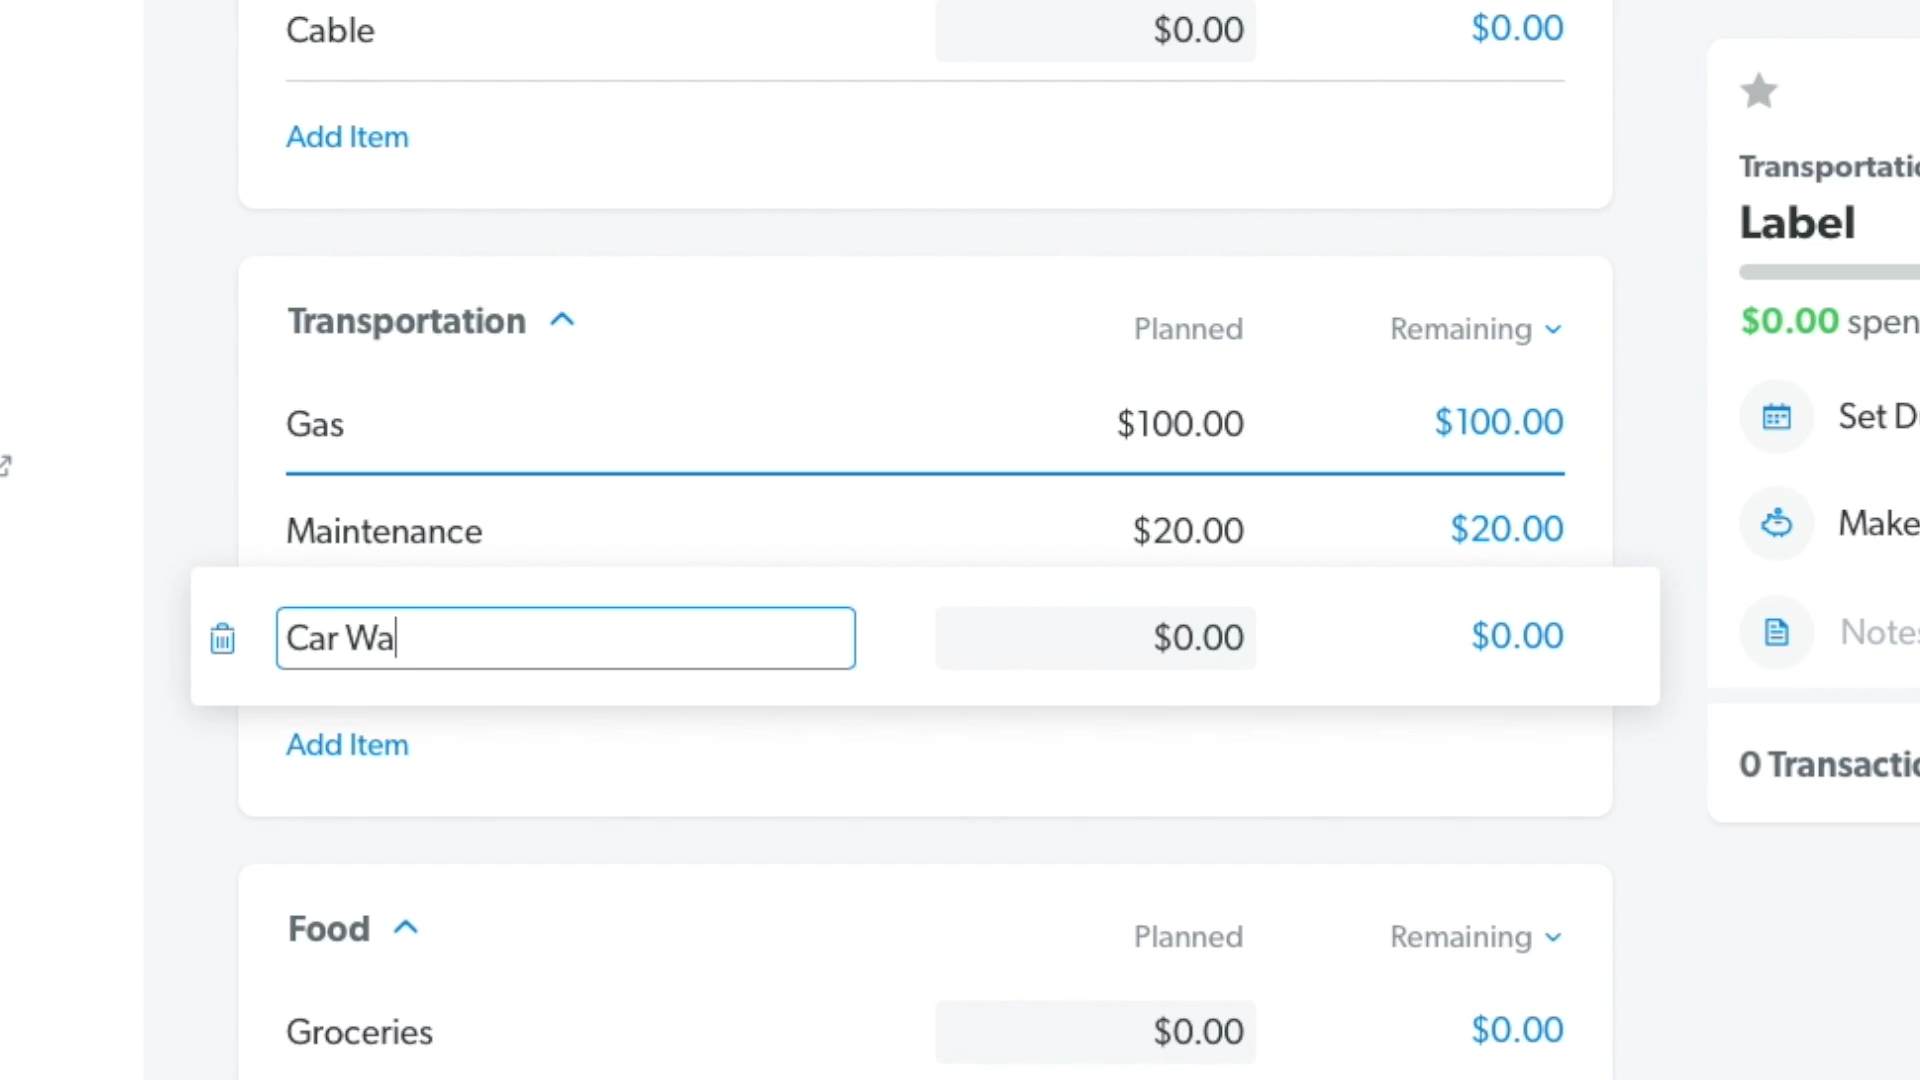 Cable $0.00 $0.00
Add Item
Transportation Planned Remaining
Gas $100.00 $100.00
Maintenance $20.00 $20.00
Car Wa $0.00 $0.00
Add Item
Food Planned Remaining
Groceries $0.00 $0.00
Transportatio
Label
$0.00 spen
Set D
Make
Notes
0 Transactio